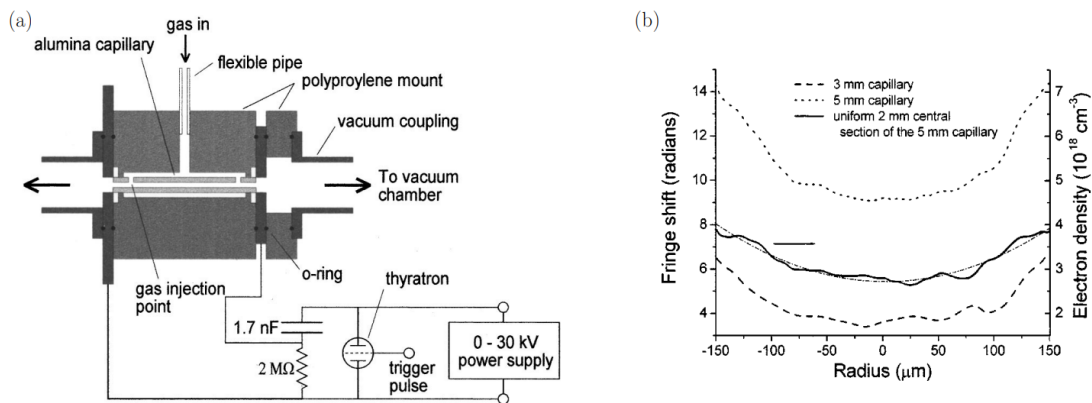 (a)
gas in
alumina capillary
flexible pipe
polyproylene mount
vacuum coupling
To vacuum
chamber
o-ring
gas injection
point
thyratron
1.7 nF
2 MΩ
trigger
pulse
0 - 30 kV
power supply
(b)
3 mm capillary
5 mm capillary
uniform 2 mm central
section of the 5 mm capillary
Fringe shift (radians)
14
12
10
8
6
4
Electron density (10^18 cm^-3)
7
6
5
4
3
2
-150 -100 -50 0 50 100 150
Radius (μm)